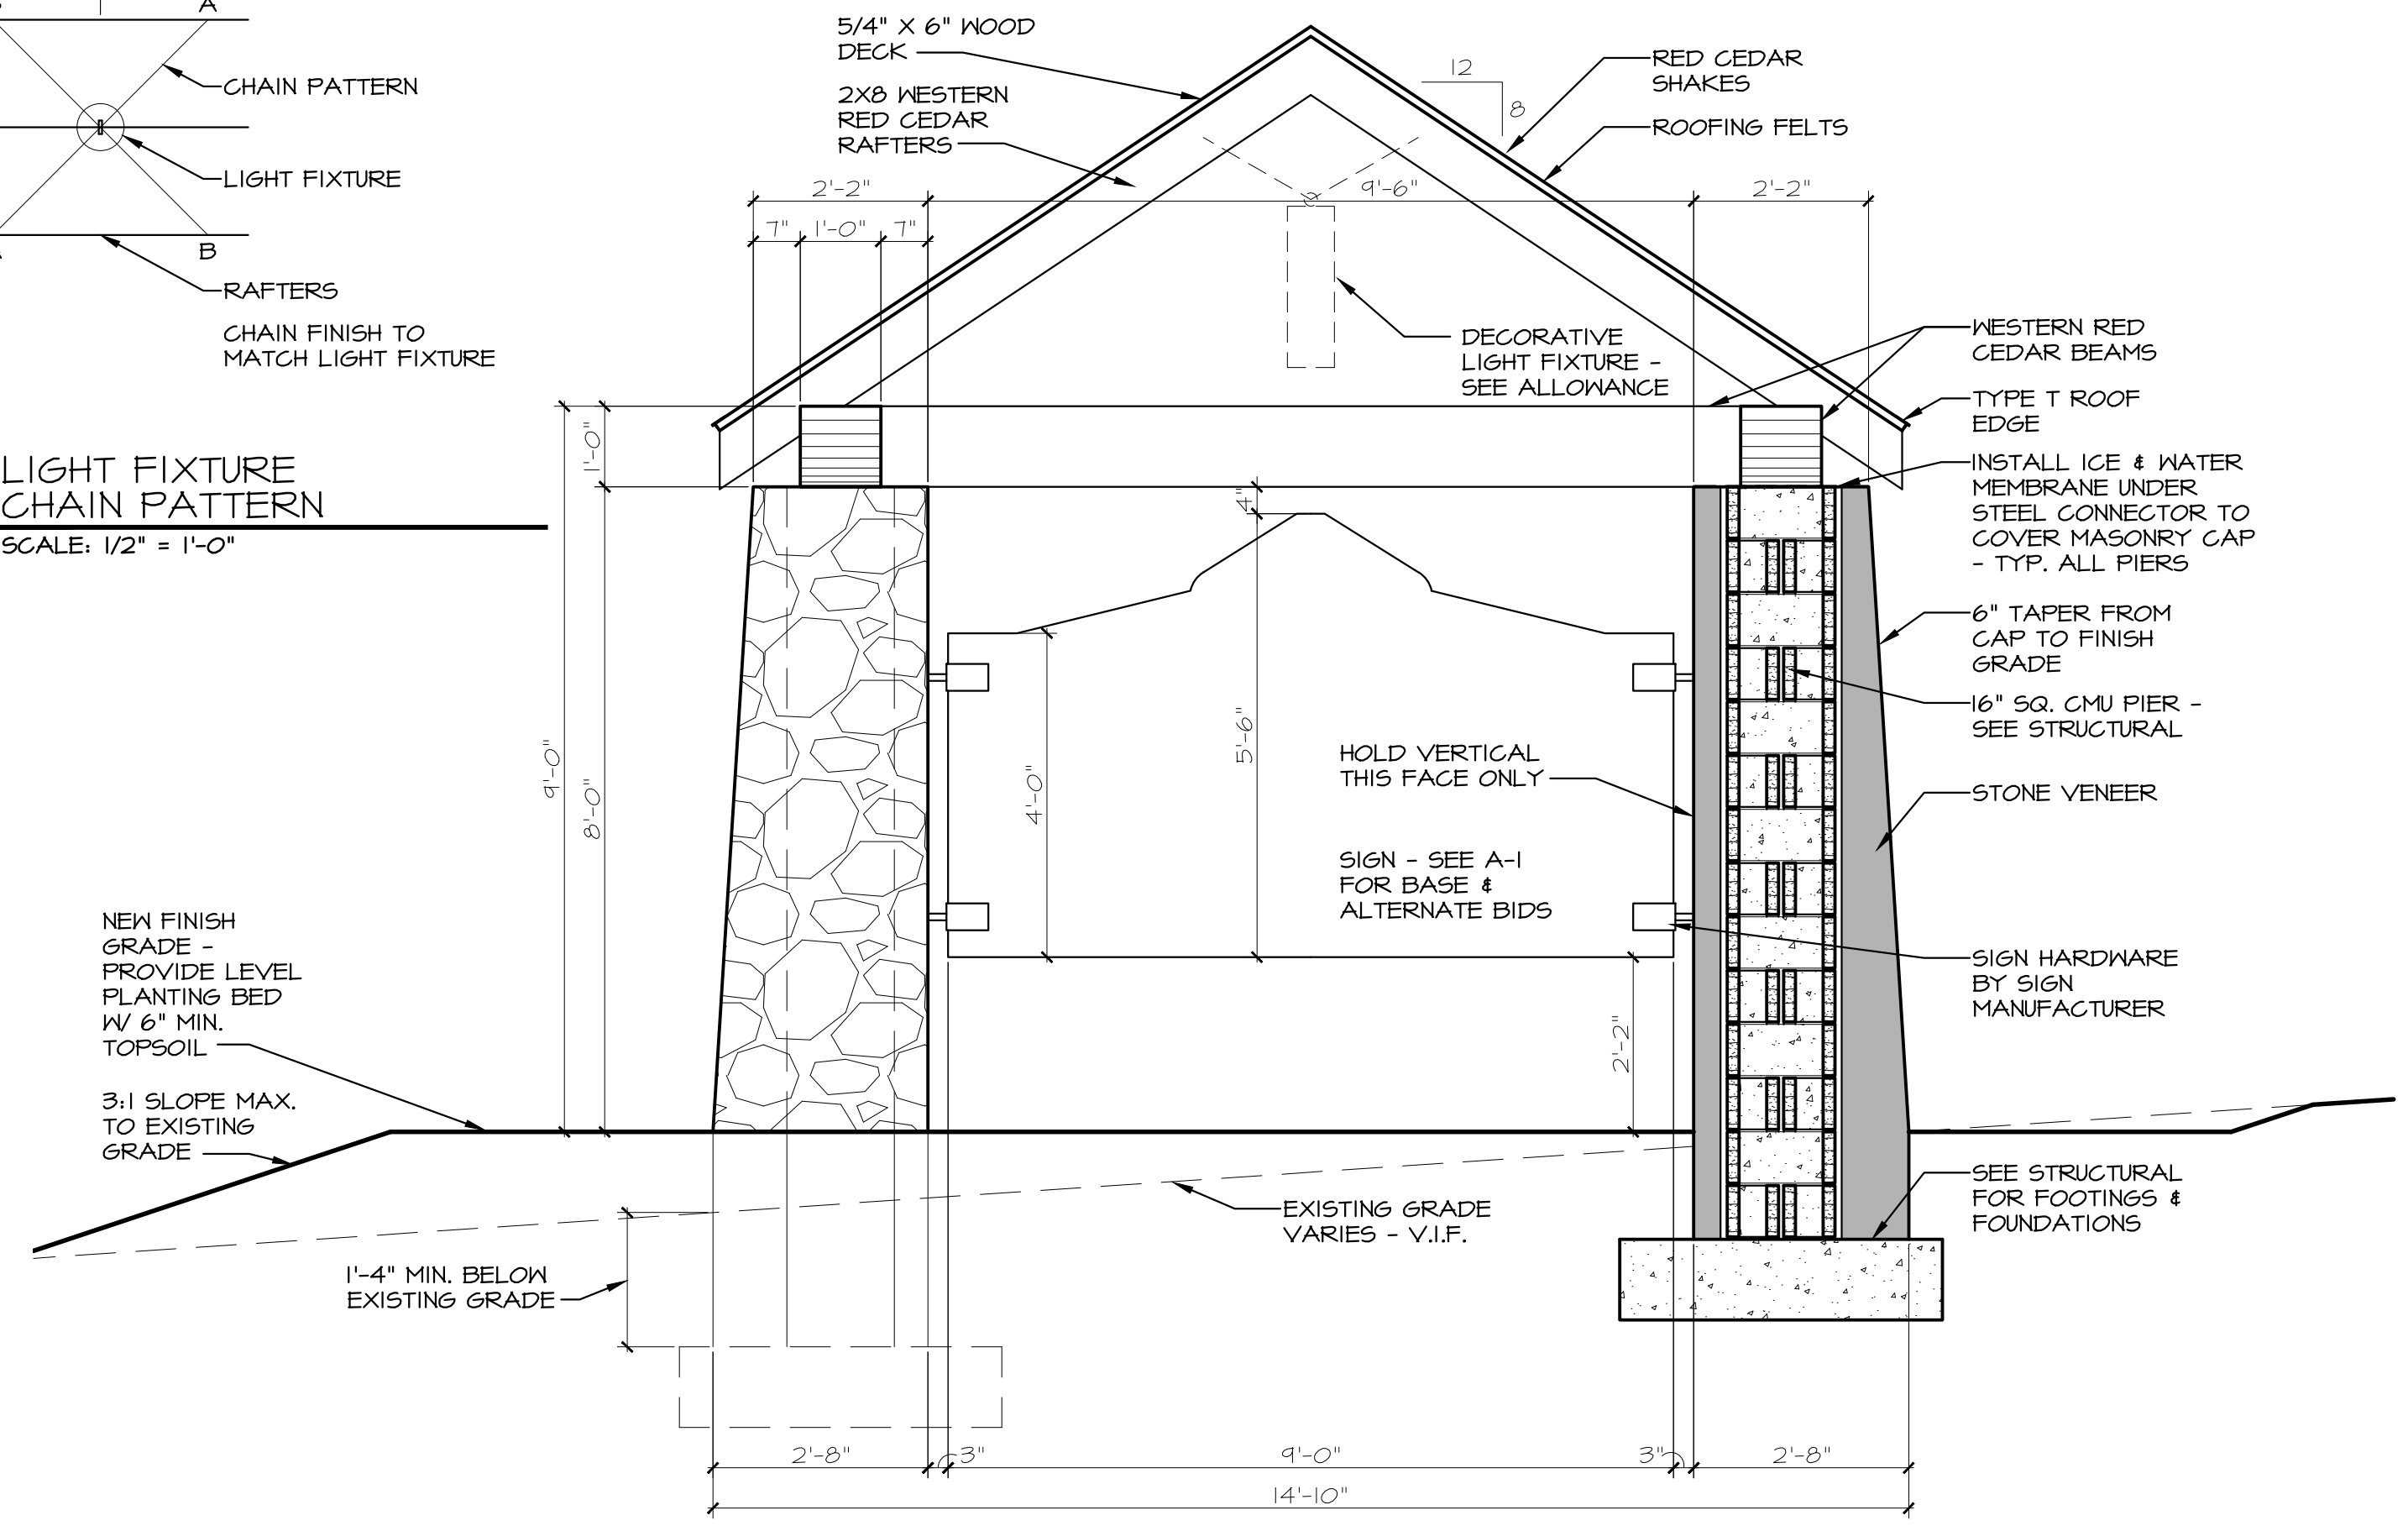 A
CHAIN PATTERN
LIGHT FIXTURE
B
RAFTERS
CHAIN FINISH TO
MATCH LIGHT FIXTURE
LIGHT FIXTURE
CHAIN PATTERN
SCALE: 1/2" = 1'-0"
5/4" X 6" WOOD
DECK
2X8 WESTERN
RED CEDAR
RAFTERS
12
8
RED CEDAR
SHAKES
ROOFING FELTS
2'-2"
9'-6"
2'-2"
7"
1'-0"
7"
DECORATIVE
LIGHT FIXTURE -
SEE ALLOWANCE
WESTERN RED
CEDAR BEAMS
TYPE T ROOF
EDGE
INSTALL ICE & WATER
MEMBRANE UNDER
STEEL CONNECTOR TO
COVER MASONRY CAP
- TYP. ALL PIERS
6" TAPER FROM
CAP TO FINISH
GRADE
16" SQ. CMU PIER -
SEE STRUCTURAL
STONE VENEER
SIGN HARDWARE
BY SIGN
MANUFACTURER
SEE STRUCTURAL
FOR FOOTINGS &
FOUNDATIONS
1'-0"
9'-0"
8'-0"
4"
5'-6"
4'-0"
HOLD VERTICAL
THIS FACE ONLY
SIGN - SEE A-1
FOR BASE &
ALTERNATE BIDS
2'-2"
NEW FINISH
GRADE -
PROVIDE LEVEL
PLANTING BED
W/ 6" MIN.
TOPSOIL
3:1 SLOPE MAX.
TO EXISTING
GRADE
EXISTING GRADE
VARIES - V.I.F.
1'-4" MIN. BELOW
EXISTING GRADE
2'-8"
3"
9'-0"
3"
2'-8"
14'-10"